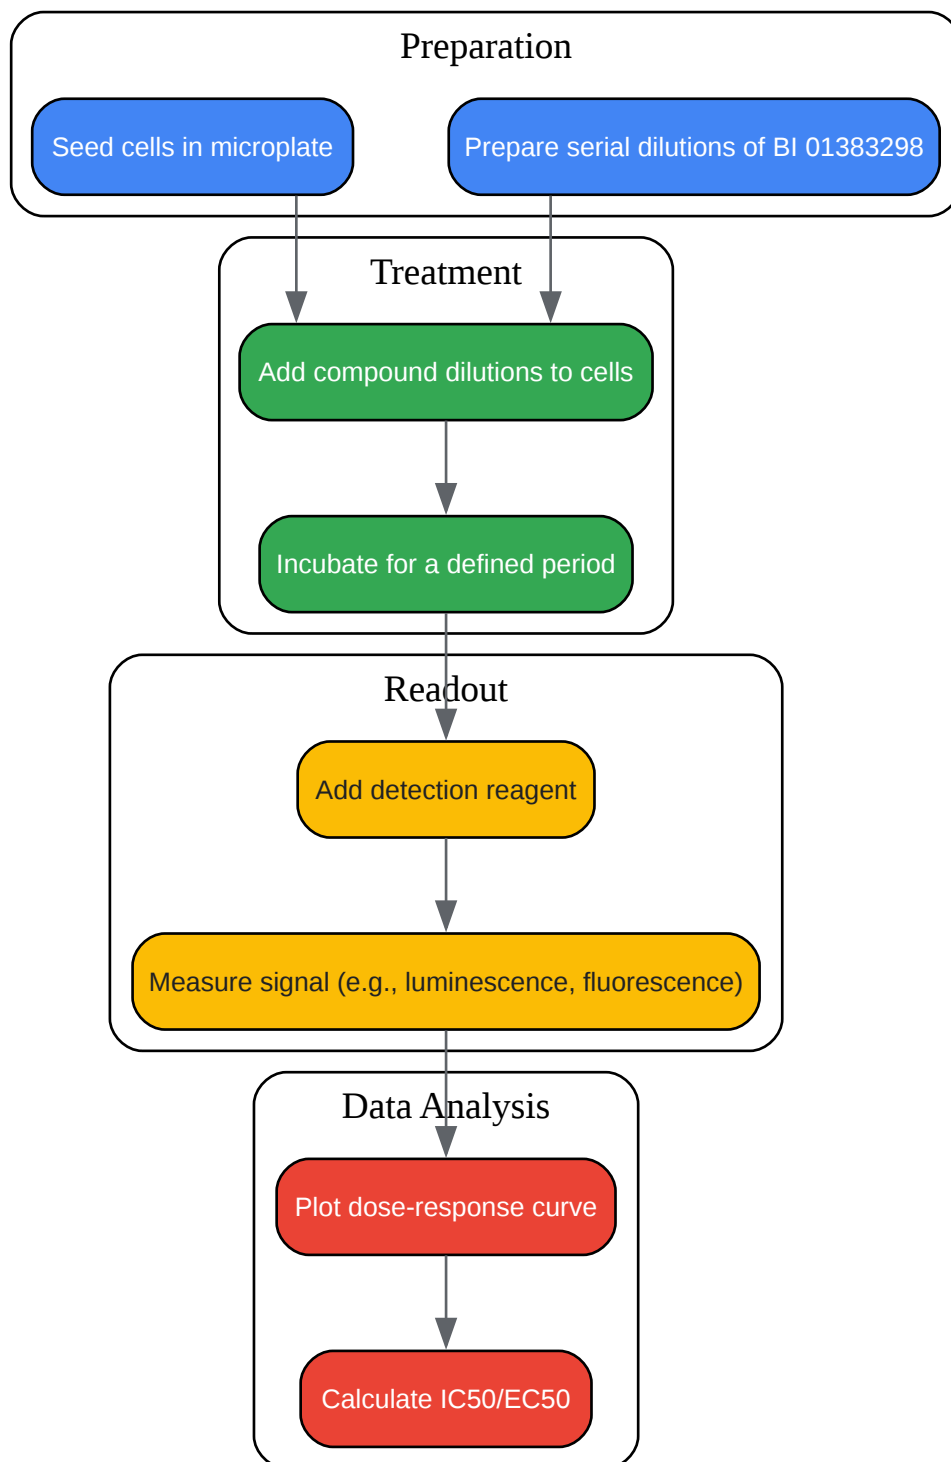 Preparation
Seed cells in microplate
Prepare serial dilutions of BI 01383298
Treatment
Add compound dilutions to cells
Incubate for a defined period
Readout
Add detection reagent
Measure signal (e.g., luminescence, fluorescence)
Data Analysis
Plot dose-response curve
Calculate IC50/EC50